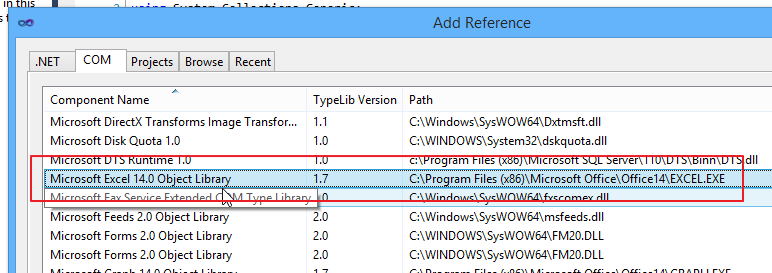 in this
using System.Collections.Generic;
Add Reference
.NET COM Projects Browse Recent
Component Name TypeLib Version Path
Microsoft DirectX Transforms Image Transfor... 1.1 C:\Windows\SysWOW64\Dxtmsft.dll
Microsoft Disk Quota 1.0 1.0 C:\WINDOWS\System32\dskquota.dll
Microsoft DTS Runtime 1.0 1.0 c:\Program Files (x86)\Microsoft SQL Server\110\DTS\Binn\DTS.dll
Microsoft Excel 14.0 Object Library 1.7 C:\Program Files (x86)\Microsoft Office\Office14\EXCEL.EXE
Microsoft Fax Service Extended COM Type Library 1.0 C:\Windows\System32\fxscomex.dll
Microsoft Feeds 2.0 Object Library 2.0 C:\Windows\SysWOW64\msfeeds.dll
Microsoft Forms 2.0 Object Library 2.0 C:\WINDOWS\SysWOW64\FM20.DLL
Microsoft Forms 2.0 Object Library 2.0 C:\WINDOWS\SysWOW64\FM20.DLL
Microsoft Graph 14.0 Object Library 1.7 C:\Program Files (x86)\Microsoft Office\Office14\GRAPH.EXE